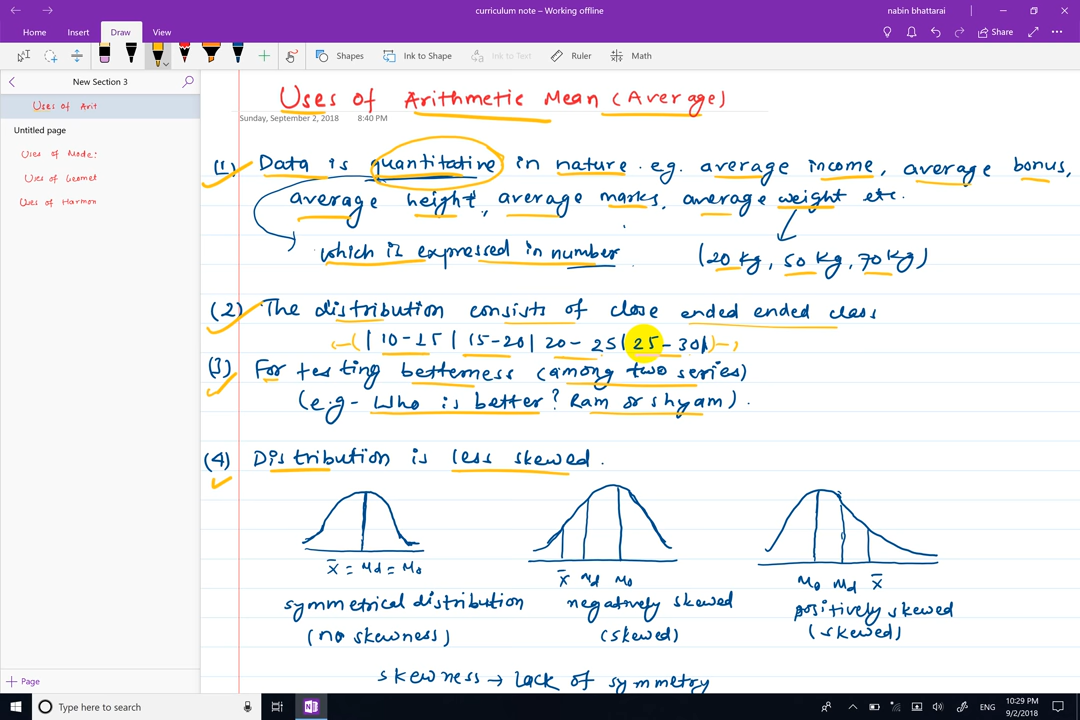 curriculum note – Working offline
nabin bhattarai
Home Insert Draw View
Share
Shapes Ink to Shape Ink to Text Ruler Math
New Section 3
Uses of Arit
Untitled page
Uses of Mode:
Uses of Geomet
Uses of Harmon
Uses of Arithmetic Mean (Average)
Sunday, September 2, 2018 8:40 PM
(1) Data is quantitative in nature. eg. average income, average bonus,
average height, average marks, average weight etc.
which is expressed in number (20 kg, 50 kg, 70 kg)
(2) The distribution consists of close ended ended class
10-15 | 15-20 | 20-25 | 25-30
(3) For testing betterness (among two series)
(e.g- Who is better? Ram or shyam).
(4) Distribution is less skewed.
x̄ = Md = Mo
x̄ Md Mo
Mo Md x̄
symmetrical distribution negatively skewed positively skewed
(no skewness) (skewed) (skewed)
skewness → lack of symmetry
+ Page
Type here to search
ENG
10:29 PM
9/2/2018